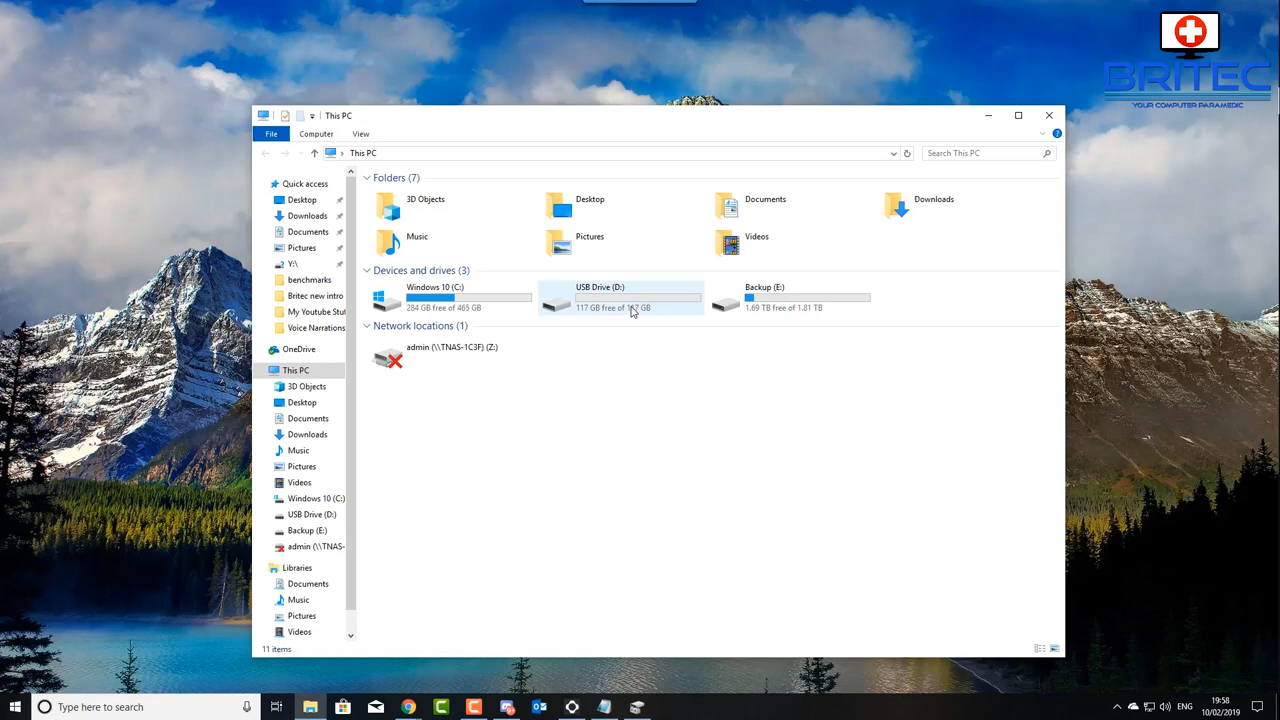 BRITEC
YOUR COMPUTER PARAMEDIC
This PC
File Computer View
This PC
Search This PC
Quick access
Desktop
Downloads
Documents
Pictures
Y:\
benchmarks
Britec new intro
My Youtube Stuf
Voice Narrations
OneDrive
This PC
3D Objects
Desktop
Documents
Downloads
Music
Pictures
Videos
Windows 10 (C:)
USB Drive (D:)
Backup (E:)
admin (\\TNAS-
Libraries
Documents
Music
Pictures
Videos
Folders (7)
3D Objects Desktop Documents Downloads
Music Pictures Videos
Devices and drives (3)
Windows 10 (C:) USB Drive (D:) Backup (E:)
284 GB free of 465 GB 117 GB free of GB 1.69 TB free of 1.81 TB
Network locations (1)
admin (\\TNAS-1C3F) (Z:)
11 items
Type here to search
ENG
19:58
10/02/2019